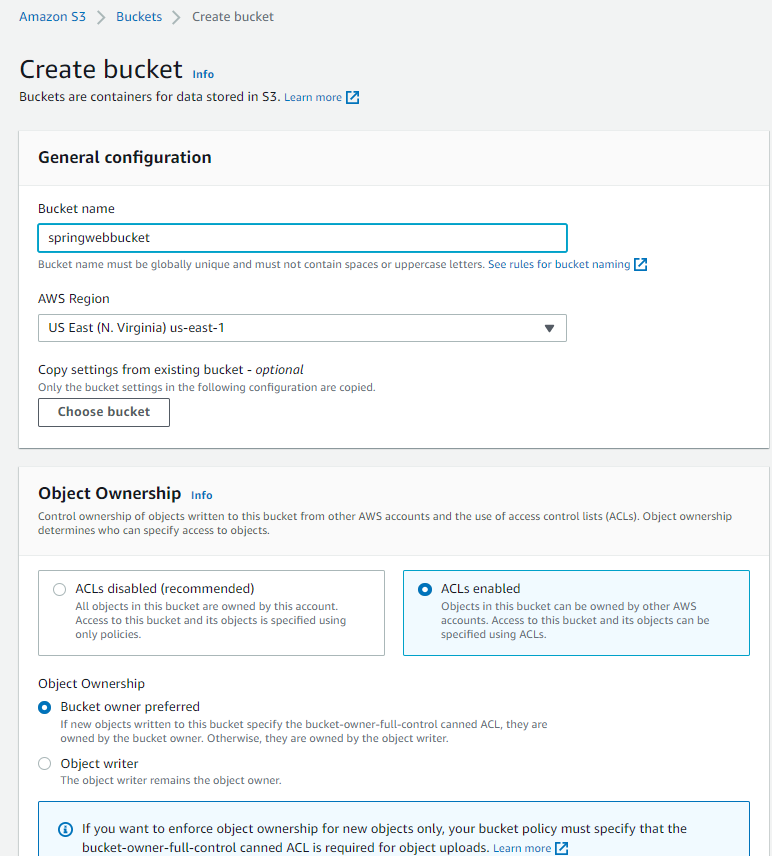 Amazon S3 > Buckets > Create bucket
Create bucket Info
Buckets are containers for data stored in S3. Learn more
General configuration
Bucket name
springwebbucket
Bucket name must be globally unique and must not contain spaces or uppercase letters. See rules for bucket naming
AWS Region
US East (N. Virginia) us-east-1
Copy settings from existing bucket - optional
Only the bucket settings in the following configuration are copied.
Choose bucket
Object Ownership Info
Control ownership of objects written to this bucket from other AWS accounts and the use of access control lists (ACLs). Object ownership
determines who can specify access to objects.
ACLs disabled (recommended)
All objects in this bucket are owned by this account.
Access to this bucket and its objects is specified using
only policies.
ACLs enabled
Objects in this bucket can be owned by other AWS
accounts. Access to this bucket and its objects can be
specified using ACLs.
Object Ownership
Bucket owner preferred
If new objects written to this bucket specify the bucket-owner-full-control canned ACL, they are
owned by the bucket owner. Otherwise, they are owned by the object writer.
Object writer
The object writer remains the object owner.
If you want to enforce object ownership for new objects only, your bucket policy must specify that the
bucket-owner-full-control canned ACL is required for object uploads. Learn more